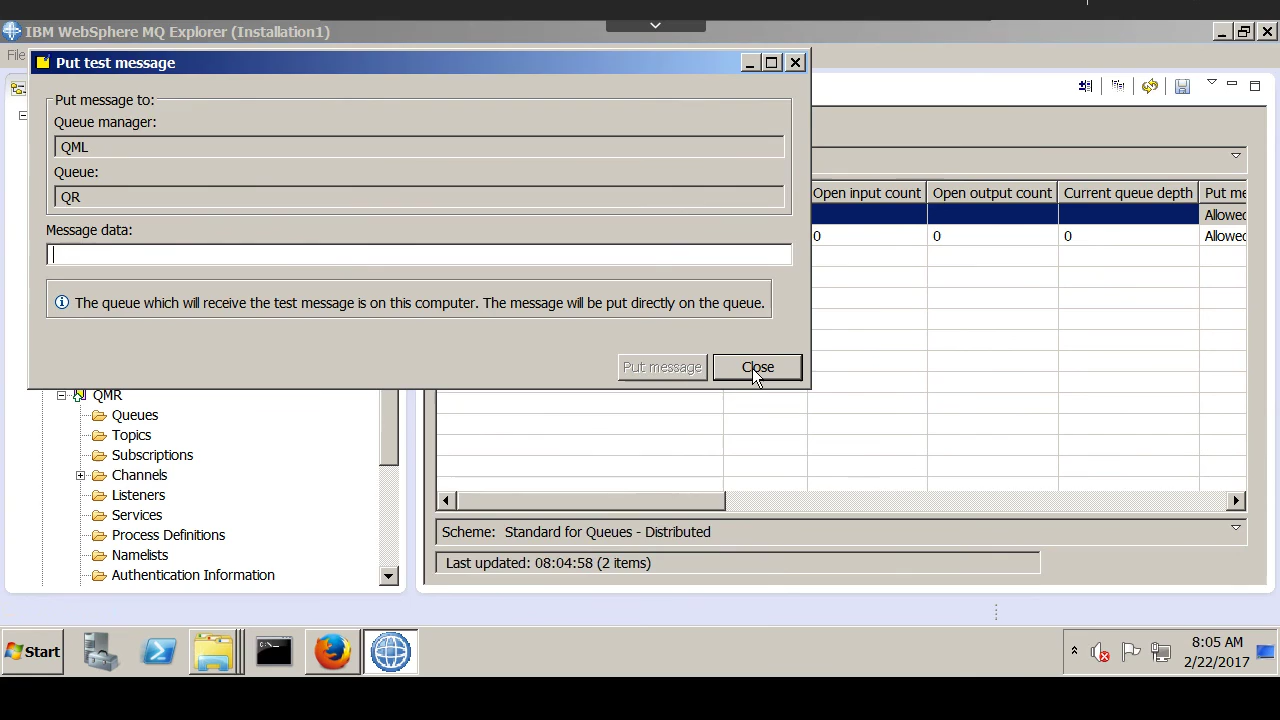 IBM WebSphere MQ Explorer (Installation1)
File
Put test message
Put message to:
Queue manager:
QML
Queue:
QR
Message data:
The queue which will receive the test message is on this computer. The message will be put directly on the queue.
Put message
Close
Open input count
Open output count
Current queue depth
Put me
Allowed
0
0
0
Allowed
QMR
Queues
Topics
Subscriptions
Channels
Listeners
Services
Process Definitions
Namelists
Authentication Information
Scheme: Standard for Queues - Distributed
Last updated: 08:04:58 (2 items)
Start
8:05 AM
2/22/2017